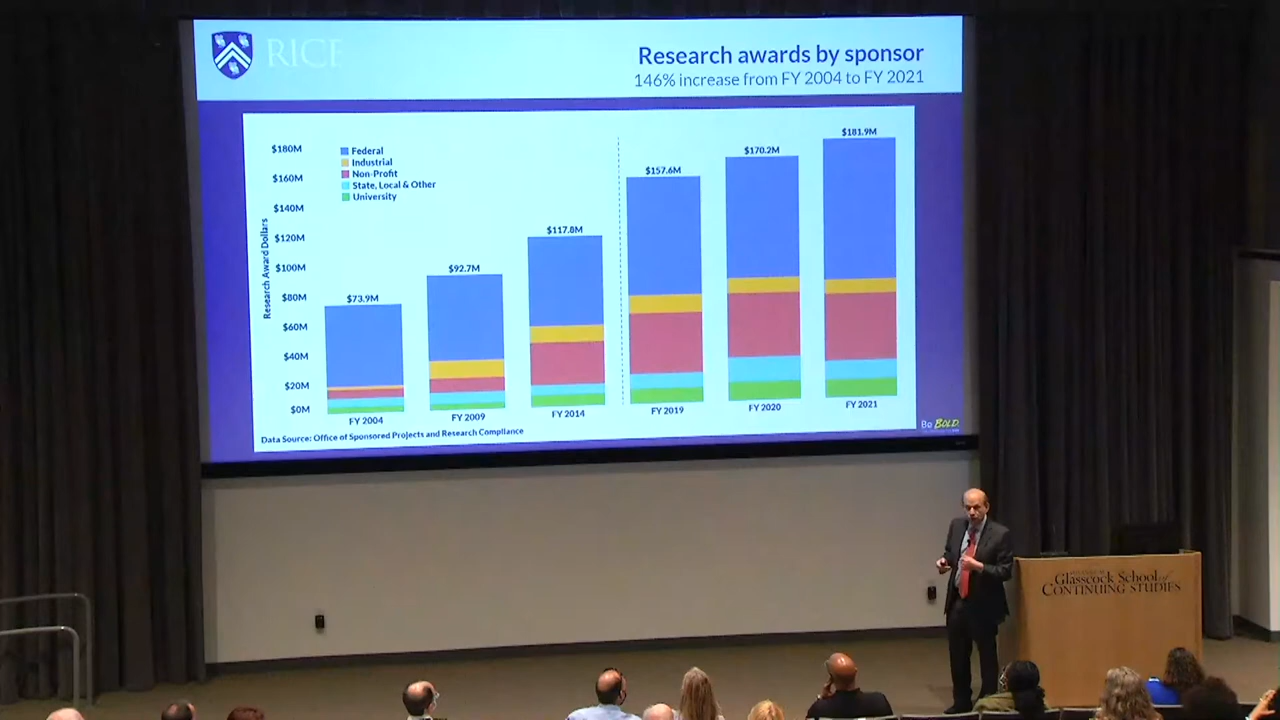 RICE
Research awards by sponsor
146% increase from FY 2004 to FY 2021
$180M
$160M
$140M
$120M
$100M
$80M
$60M
$40M
$20M
$0M
Research Award Dollars
Federal
Industrial
Non-Profit
State, Local & Other
University
$73.9M
$92.7M
$117.8M
$157.6M
$170.2M
$181.9M
FY 2004
FY 2009
FY 2014
FY 2019
FY 2020
FY 2021
Data Source: Office of Sponsored Projects and Research Compliance
Be BOLD.
Glasscock School of
CONTINUING STUDIES